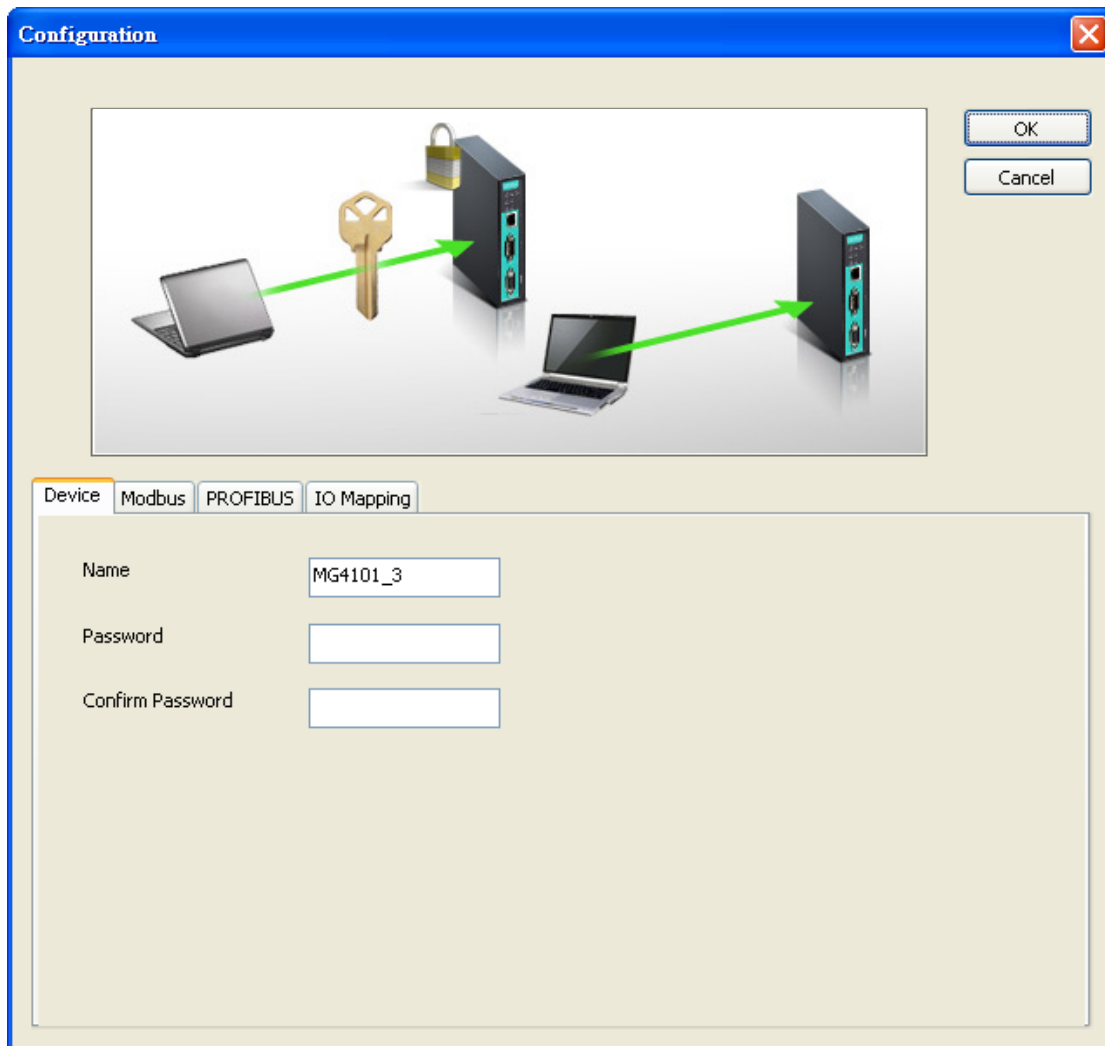 Configuration
OK
Cancel
Device Modbus PROFIBUS IO Mapping
Name MG4101_3
Password
Confirm Password